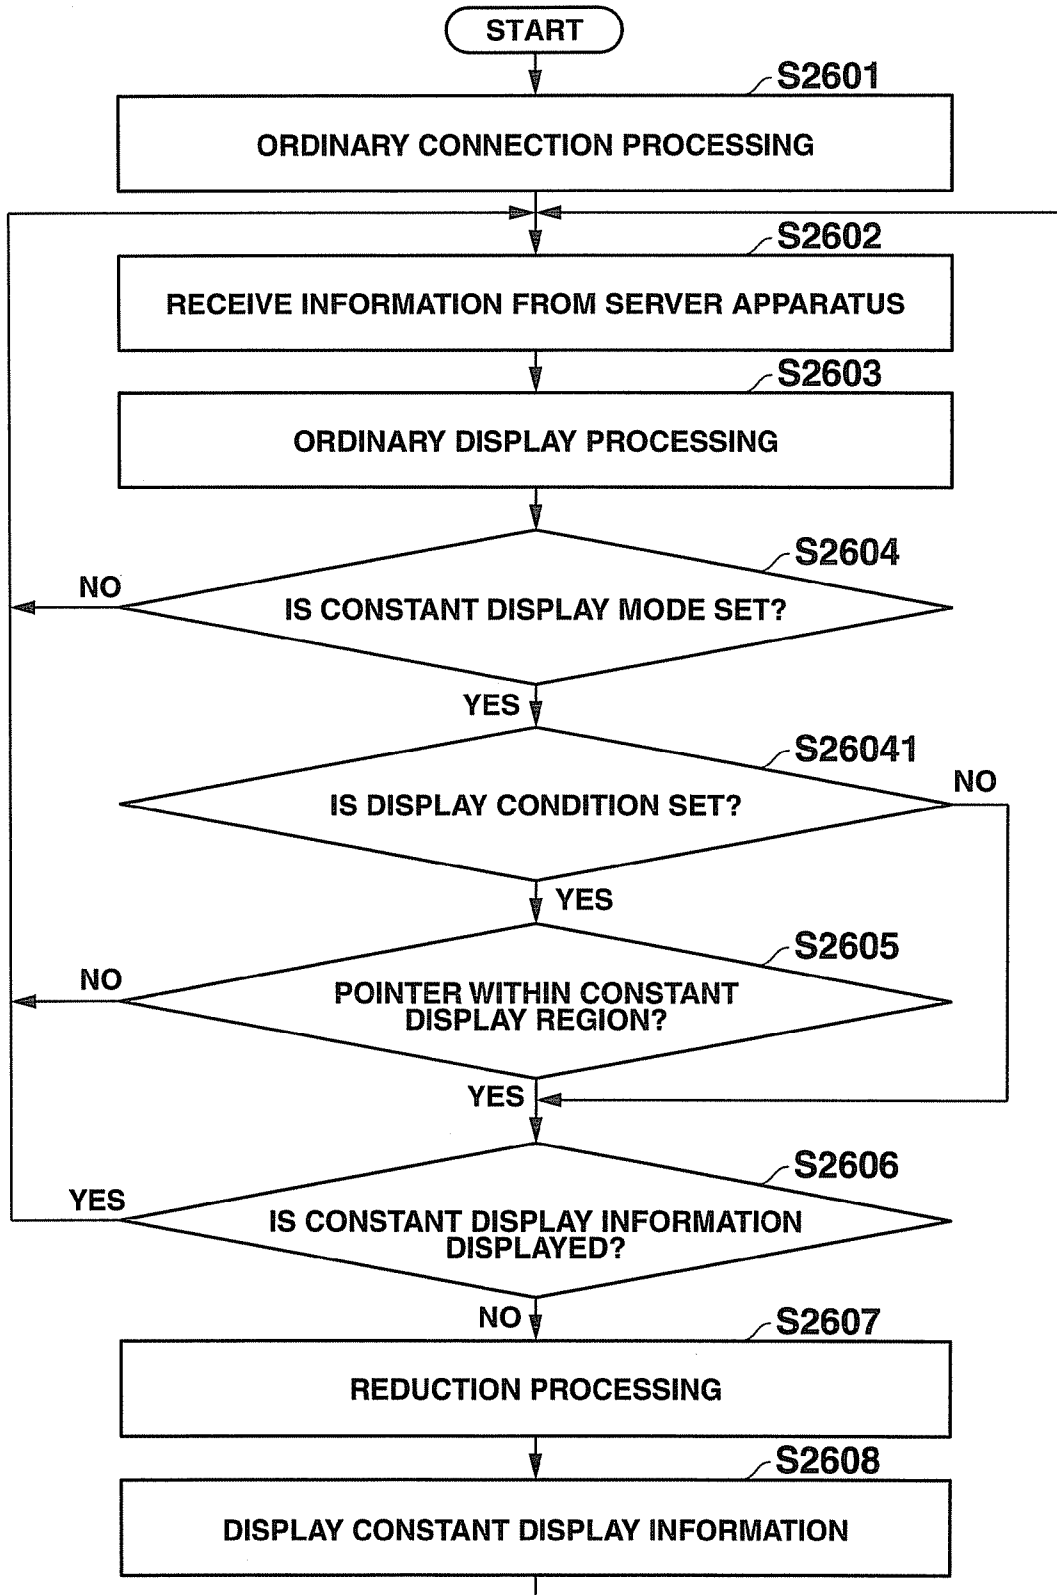 START
S2601
ORDINARY CONNECTION PROCESSING
S2602
RECEIVE INFORMATION FROM SERVER APPARATUS
S2603
ORDINARY DISPLAY PROCESSING
S2604
NO
IS CONSTANT DISPLAY MODE SET?
YES
S26041
NO
IS DISPLAY CONDITION SET?
YES
S2605
NO
POINTER WITHIN CONSTANT
DISPLAY REGION?
YES
S2606
YES
IS CONSTANT DISPLAY INFORMATION
DISPLAYED?
NO
S2607
REDUCTION PROCESSING
S2608
DISPLAY CONSTANT DISPLAY INFORMATION